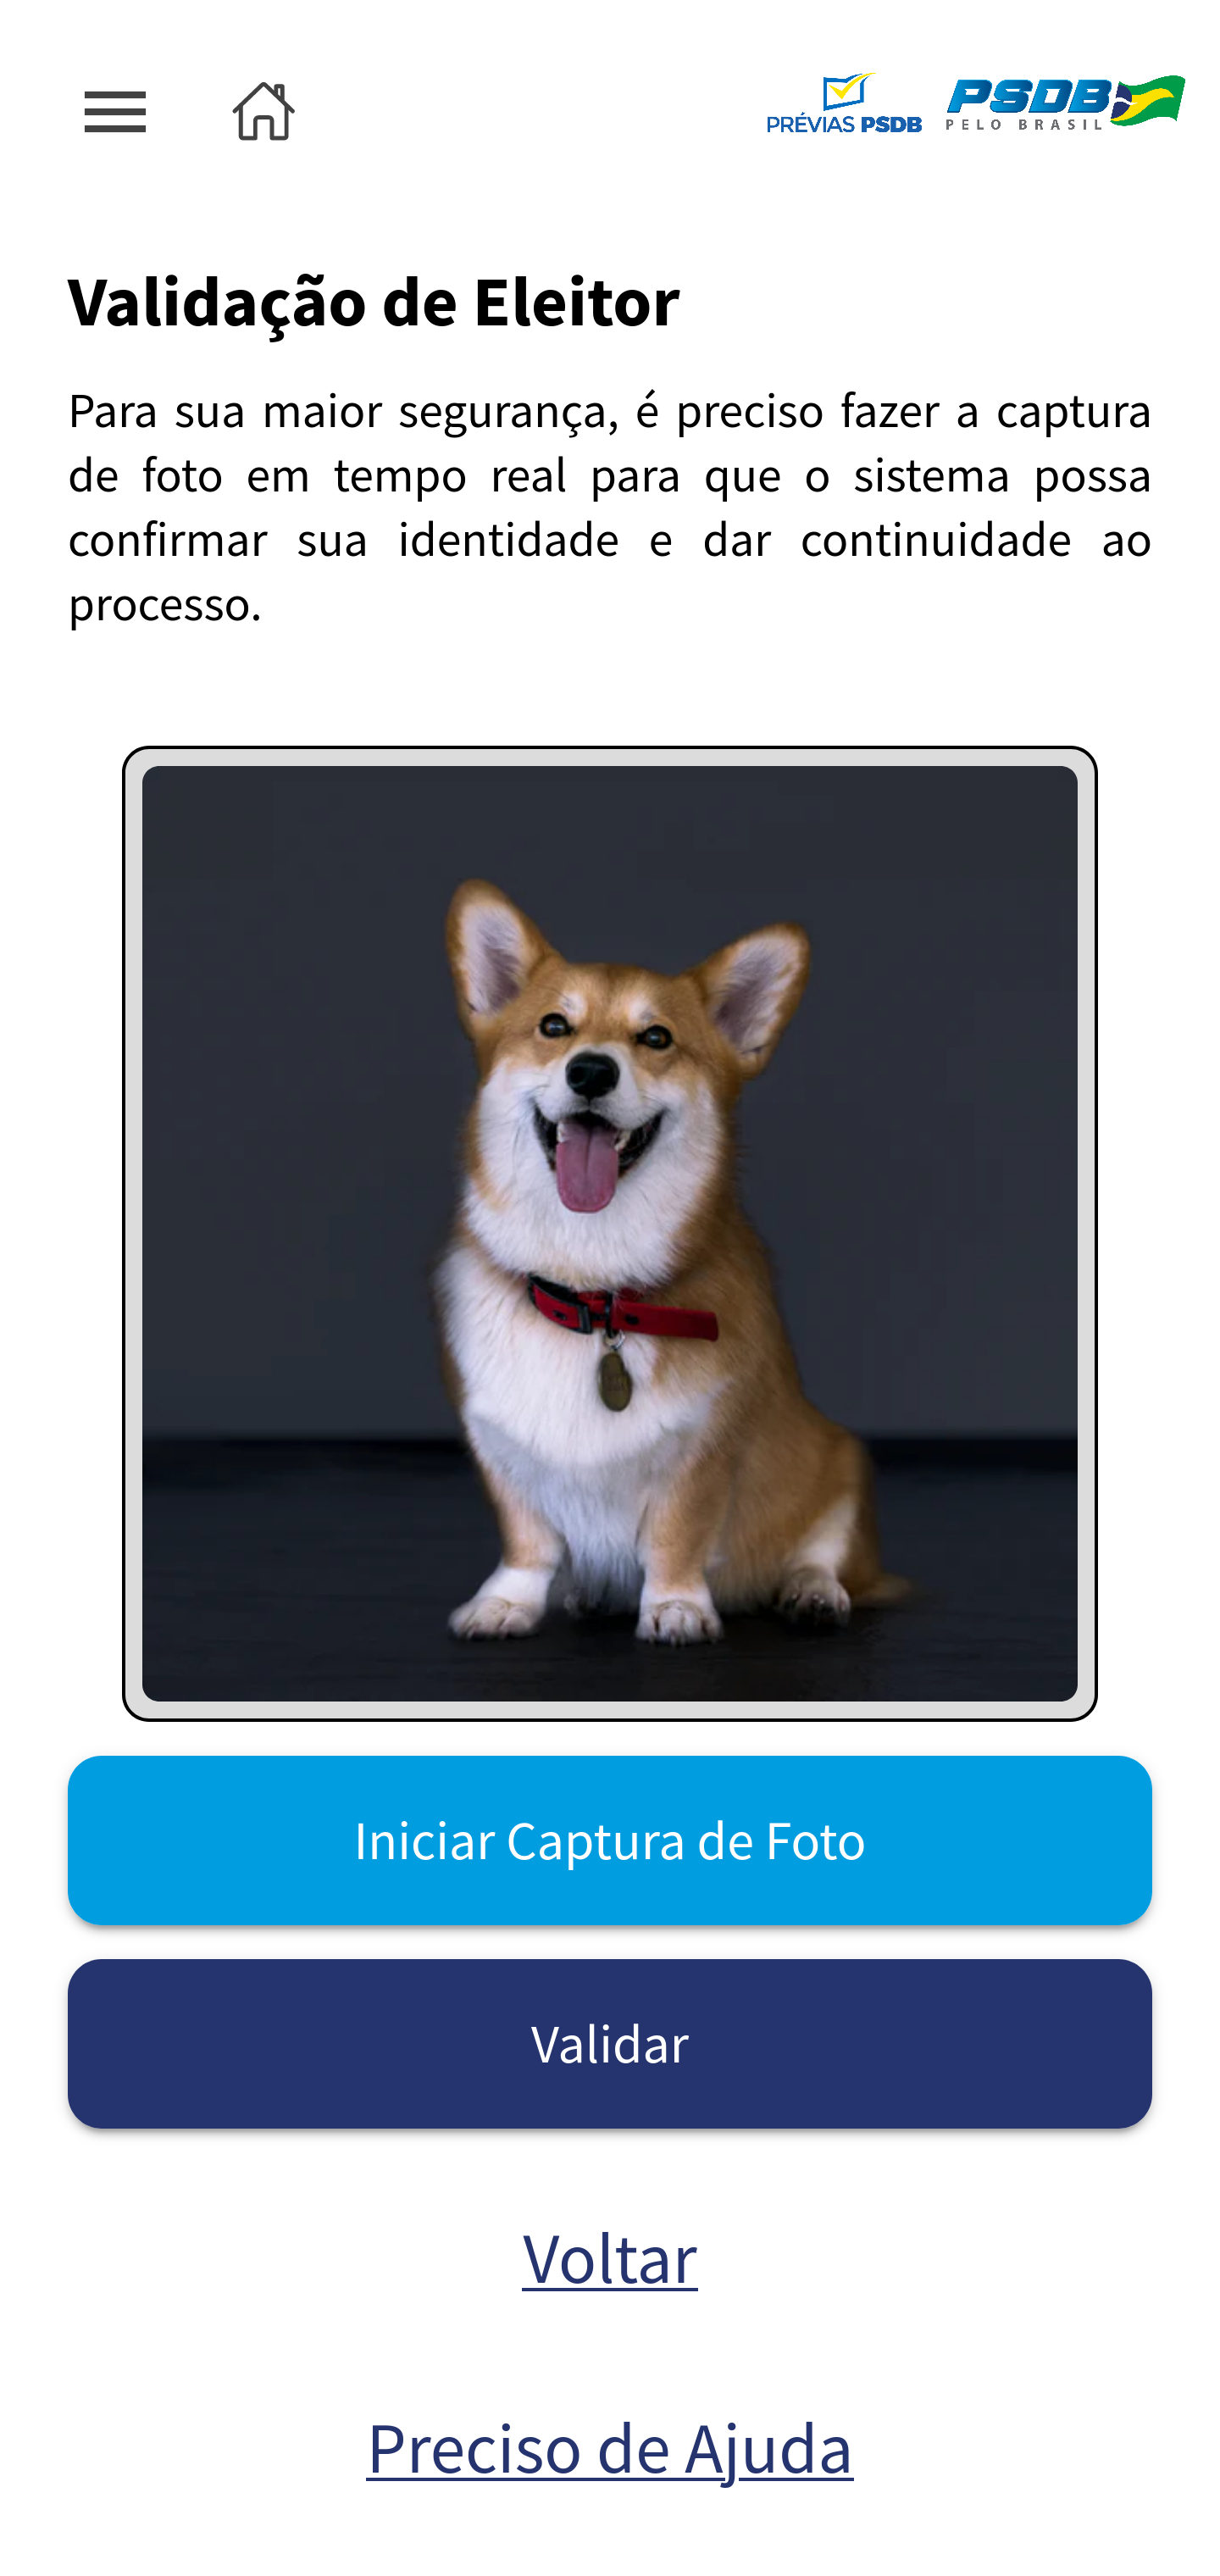 PRÉVIAS PSDB
PSDB
PELO BRASIL
Validação de Eleitor
Para sua maior segurança, é preciso fazer a captura
de foto em tempo real para que o sistema possa
confirmar sua identidade e dar continuidade ao
processo.
Iniciar Captura de Foto
Validar
Voltar
Preciso de Ajuda